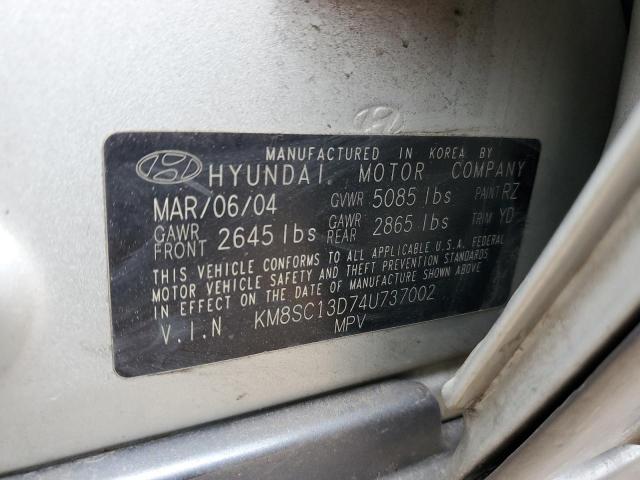 MANUFACTURED IN KOREA BY
HYUNDAI MOTOR COMPANY
MAR/06/04 GVWR 5085 lbs PAINT RZ
GAWR FRONT 2645 lbs GAWR REAR 2865 lbs TRIM YD
THIS VEHICLE CONFORMS TO ALL APPLICABLE U.S.A. FEDERAL
MOTOR VEHICLE SAFETY AND THEFT PREVENTION STANDARDS
IN EFFECT ON THE DATE OF MANUFACTURE SHOWN ABOVE
V.I.N KM8SC13D74U737002
MPV